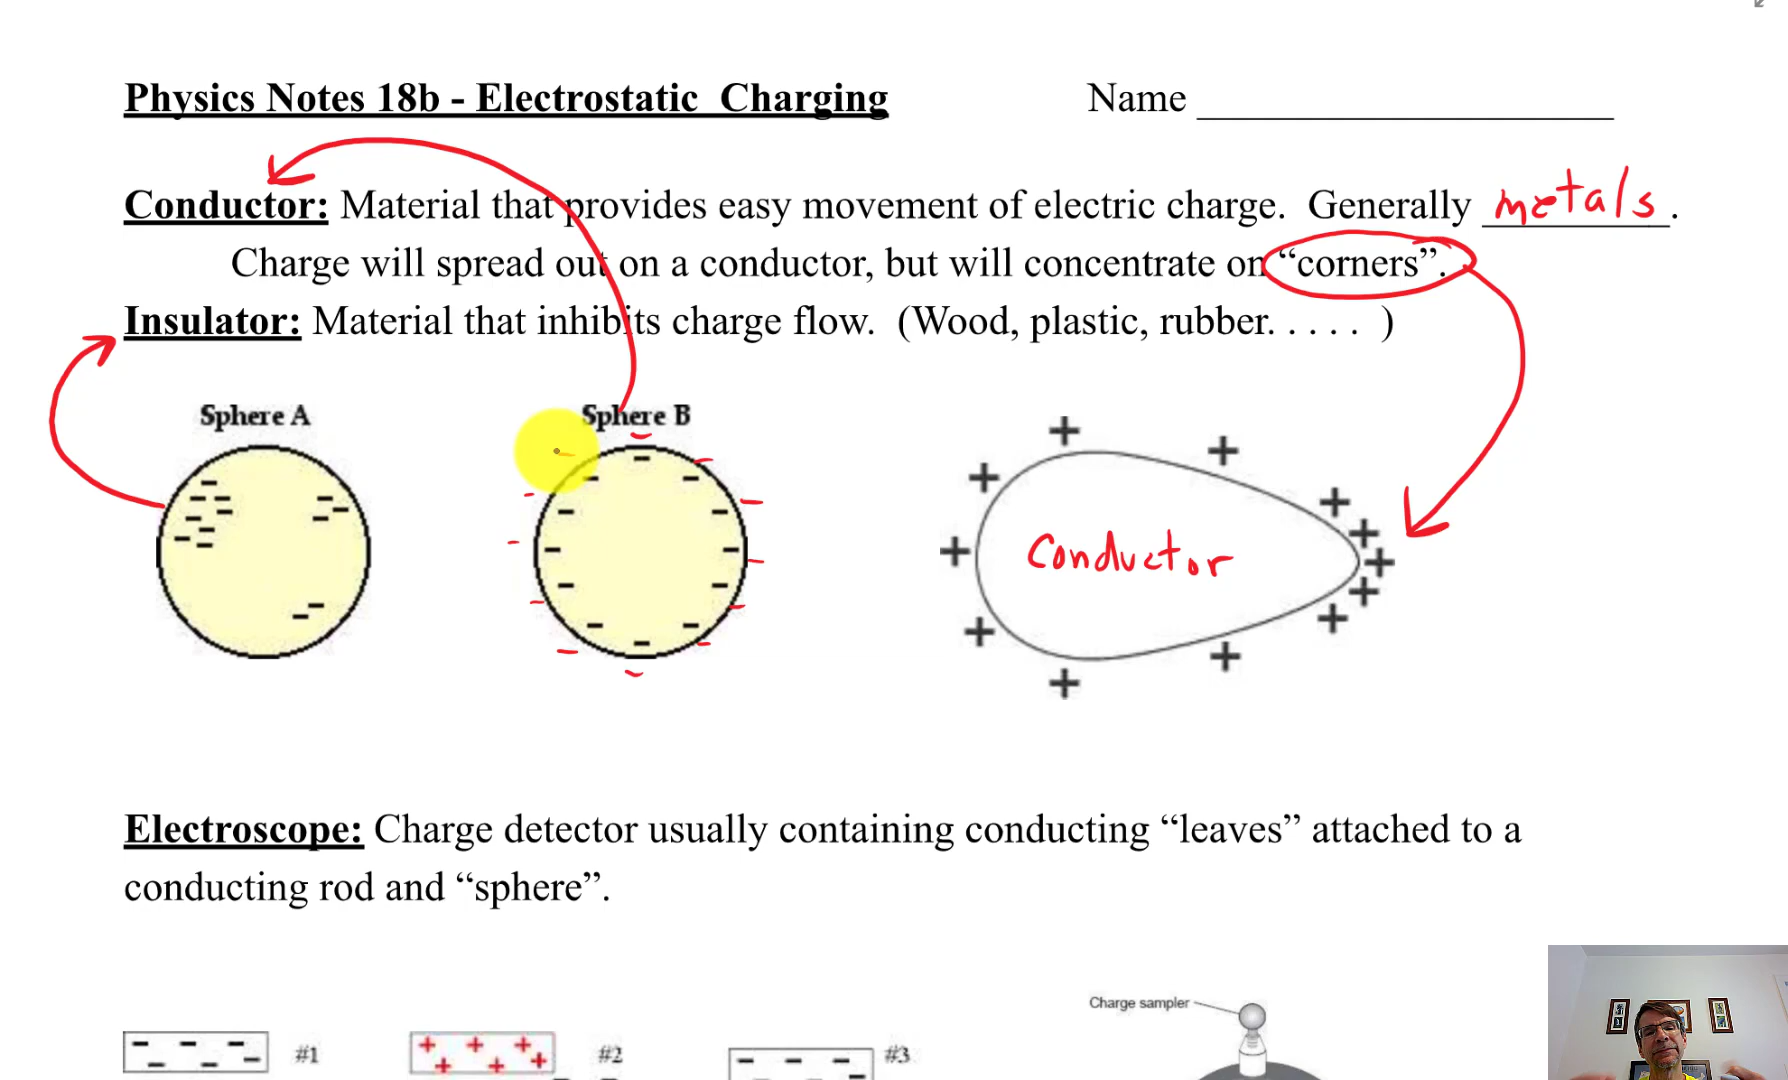 Physics Notes 18b - Electrostatic Charging Name ____________________
Conductor: Material that provides easy movement of electric charge. Generally metals.
Charge will spread out on a conductor, but will concentrate on “corners”.
Insulator: Material that inhibits charge flow. (Wood, plastic, rubber. . . . . )
Sphere A
Sphere B
Conductor
Electroscope: Charge detector usually containing conducting “leaves” attached to a
conducting rod and “sphere”.
Charge sampler
#1
#2
#3